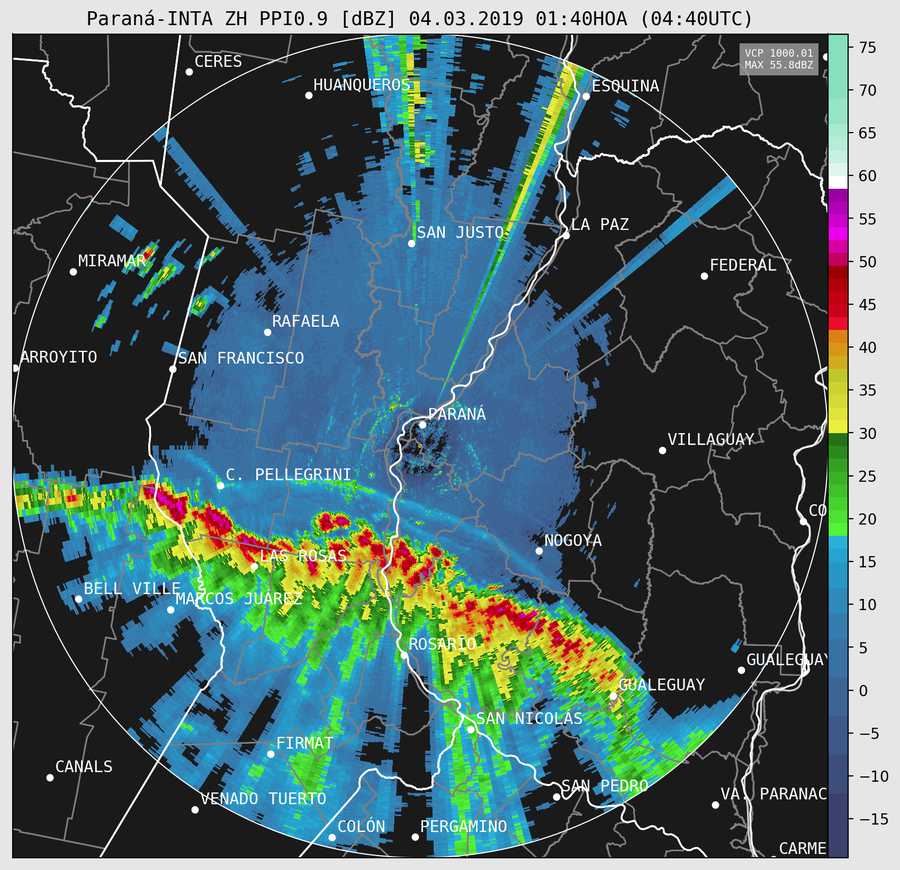 Paraná-INTA ZH PPI0.9 [dBZ] 04.03.2019 01:40HOA (04:40UTC)
VCP 1000.01
MAX 55.8dBZ
CERES
HUANQUEROS
ESQUINA
SAN JUSTO
LA PAZ
MIRAMAR
FEDERAL
RAFAELA
ARROYITO
SAN FRANCISCO
PARANÁ
VILLAGUAY
C. PELLEGRINI
CO
NOGOYA
LAS ROSAS
BELL VILLE
MARCOS JUÁREZ
ROSARIO
GUALEGUAY
GUALEGUAY
SAN NICOLÁS
FIRMAT
CANALS
SAN PEDRO
VENADO TUERTO
VA. PARANAC
COLÓN
PERGAMINO
CARME
75
70
65
60
55
50
45
40
35
30
25
20
15
10
5
0
−5
−10
−15